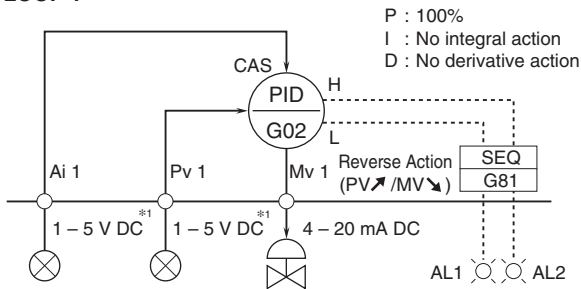 P : 100%
I : No integral action
D : No derivative action
CAS
PID
G02
H
L
SEQ
G81
Ai 1
Pv 1
Mv 1
Reverse Action
(PV↗ /MV↘)
1 – 5 V DC*1
1 – 5 V DC*1
4 – 20 mA DC
AL1
AL2